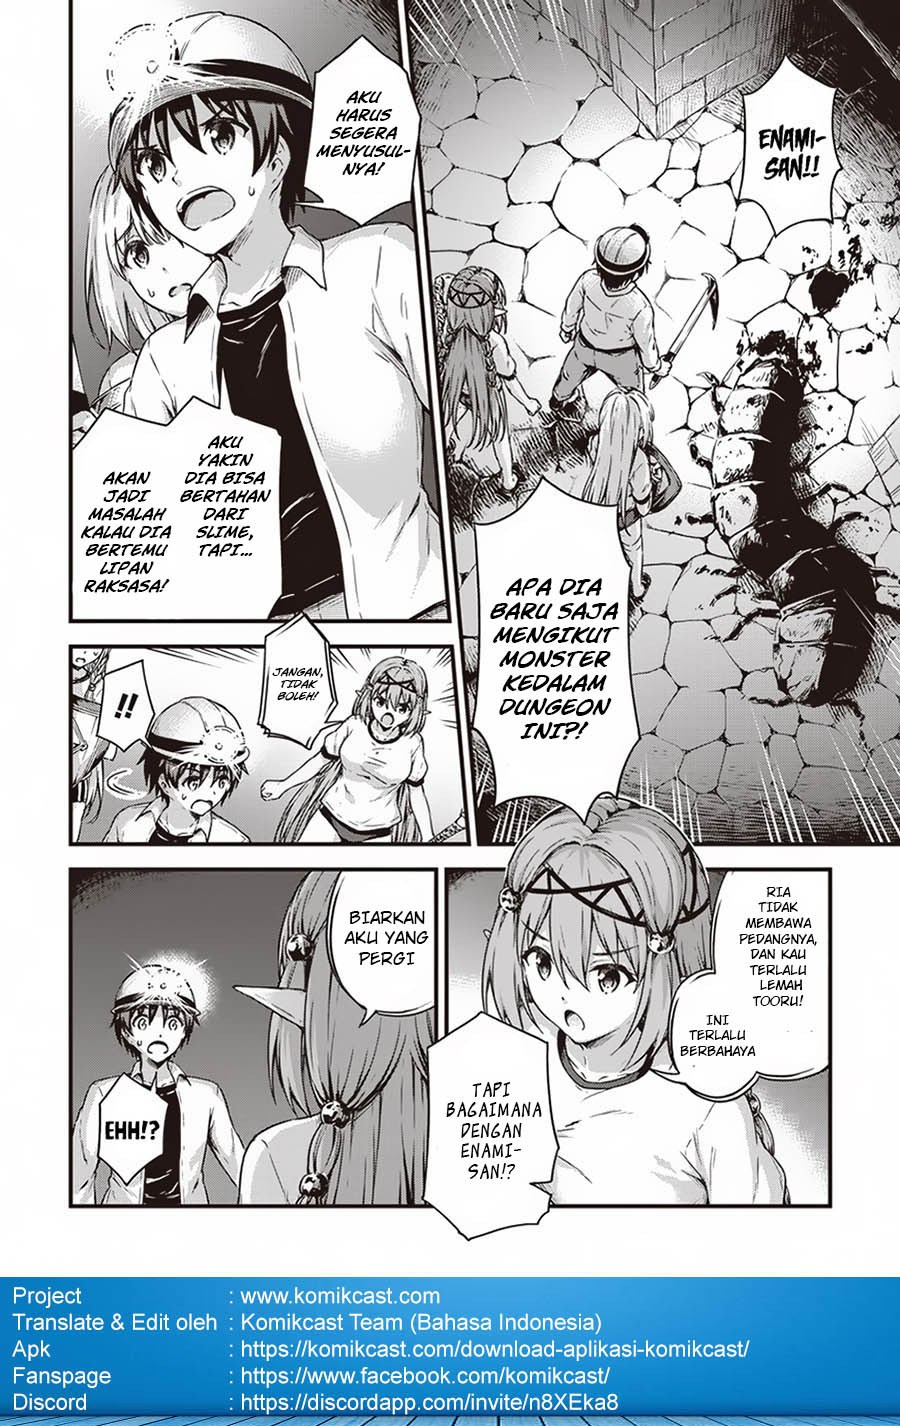 ENAMI-
SAN!!
APA DIA
BARU SAJA
MENGIKUT
MONSTER
KEDALAM
DUNGEON
INI?!
AKU
HARUS
SEGERA
MENYUSUL-
NYA!
AKU
YAKIN
DIA BISA
BERTAHAN
DARI
SLIME,
TAPI...
AKAN
JADI
MASALAH
KALAU DIA
BERTEMU
LIPAN
RAKSASA!
JANGAN,
TIDAK
BOLEH!
!!
RIA
TIDAK
MEMBAWA
PEDANGNYA,
DAN KAU
TERLALU
LEMAH
TOORU!
INI
TERLALU
BERBAHAYA
TAPI
BAGAIMANA
DENGAN
ENAMI-
SAN!?
BIARKAN
AKU YANG
PERGI
EHH!?
Project : www.komikcast.com
Translate & Edit oleh : Komikcast Team (Bahasa Indonesia)
Apk : https://komikcast.com/download-aplikasi-komikcast/
Fanspage : https://www.facebook.com/komikcast/
Discord : https://discordapp.com/invite/n8XEka8